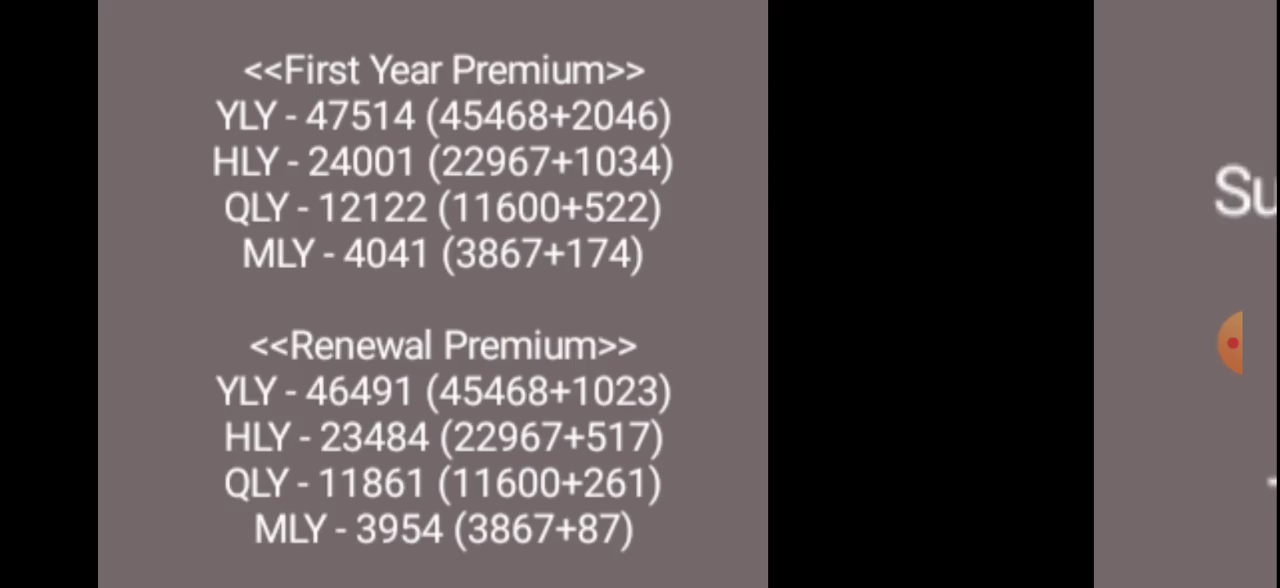 <<First Year Premium>>
YLY - 47514 (45468+2046)
HLY - 24001 (22967+1034)
QLY - 12122 (11600+522)
MLY - 4041 (3867+174)
<<Renewal Premium>>
YLY - 46491 (45468+1023)
HLY - 23484 (22967+517)
QLY - 11861 (11600+261)
MLY - 3954 (3867+87)
Su